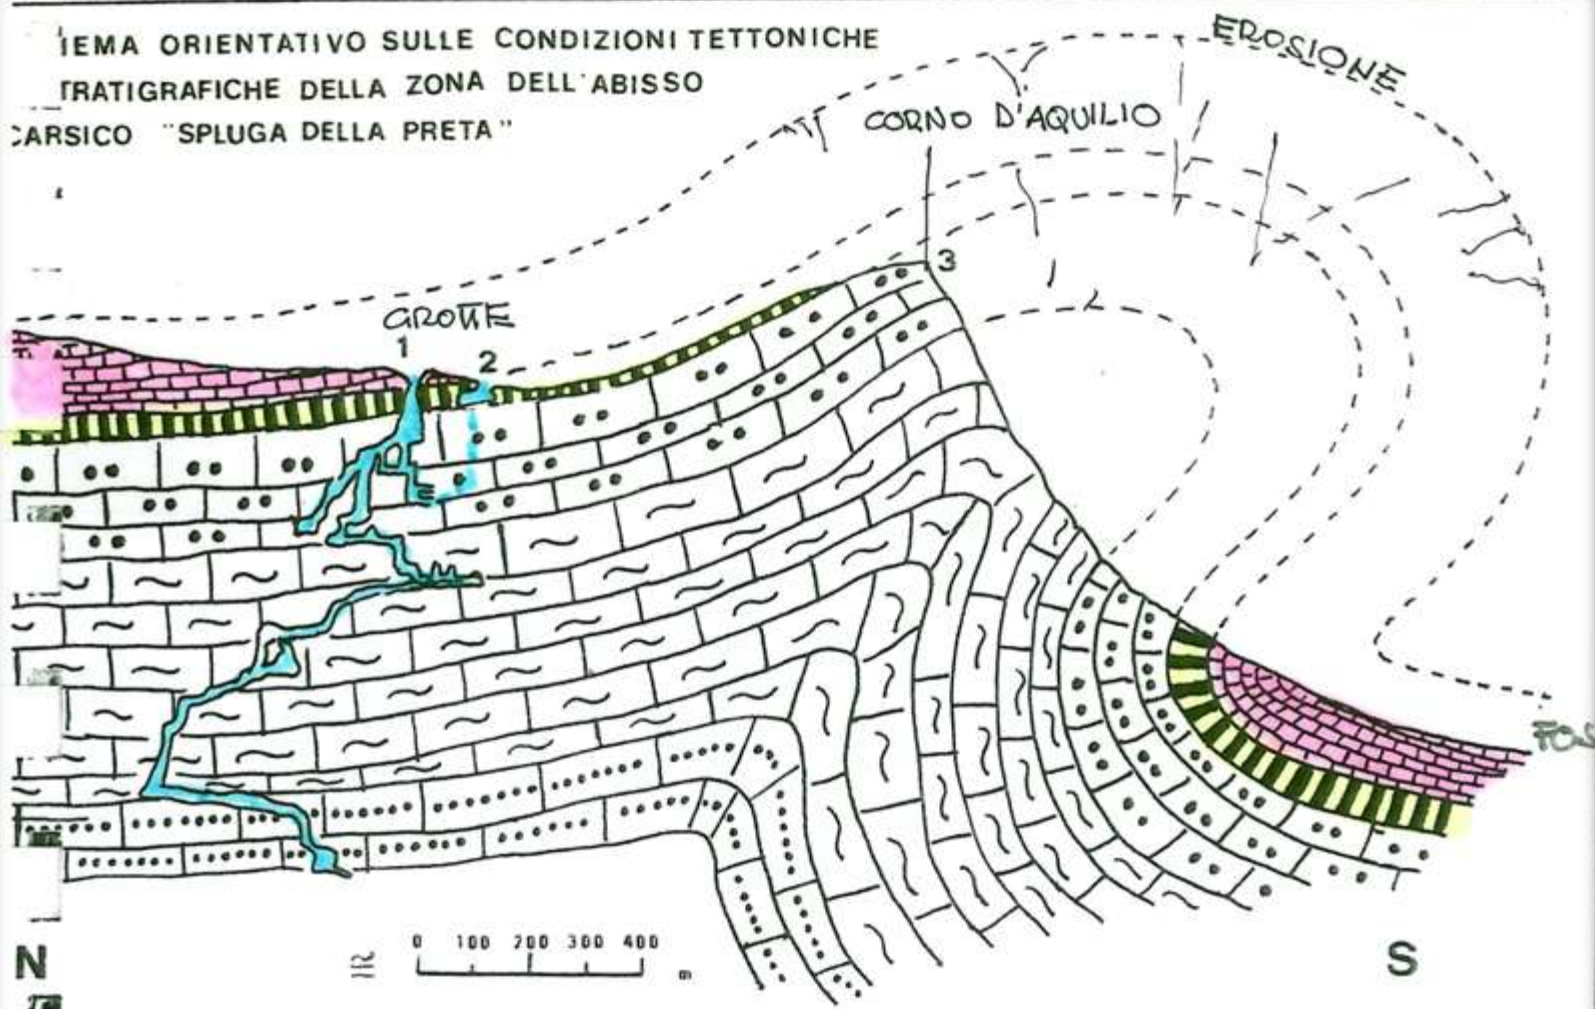 IEMA ORIENTATIVO SULLE CONDIZIONI TETTONICHE
TRATIGRAFICHE DELLA ZONA DELL'ABISSO
CARSICO "SPLUGA DELLA PRETA"
EROSIONE
CORNO D'AQUILIO
3
GROTTE
1
2
FOS
N
0 100 200 300 400
m
S